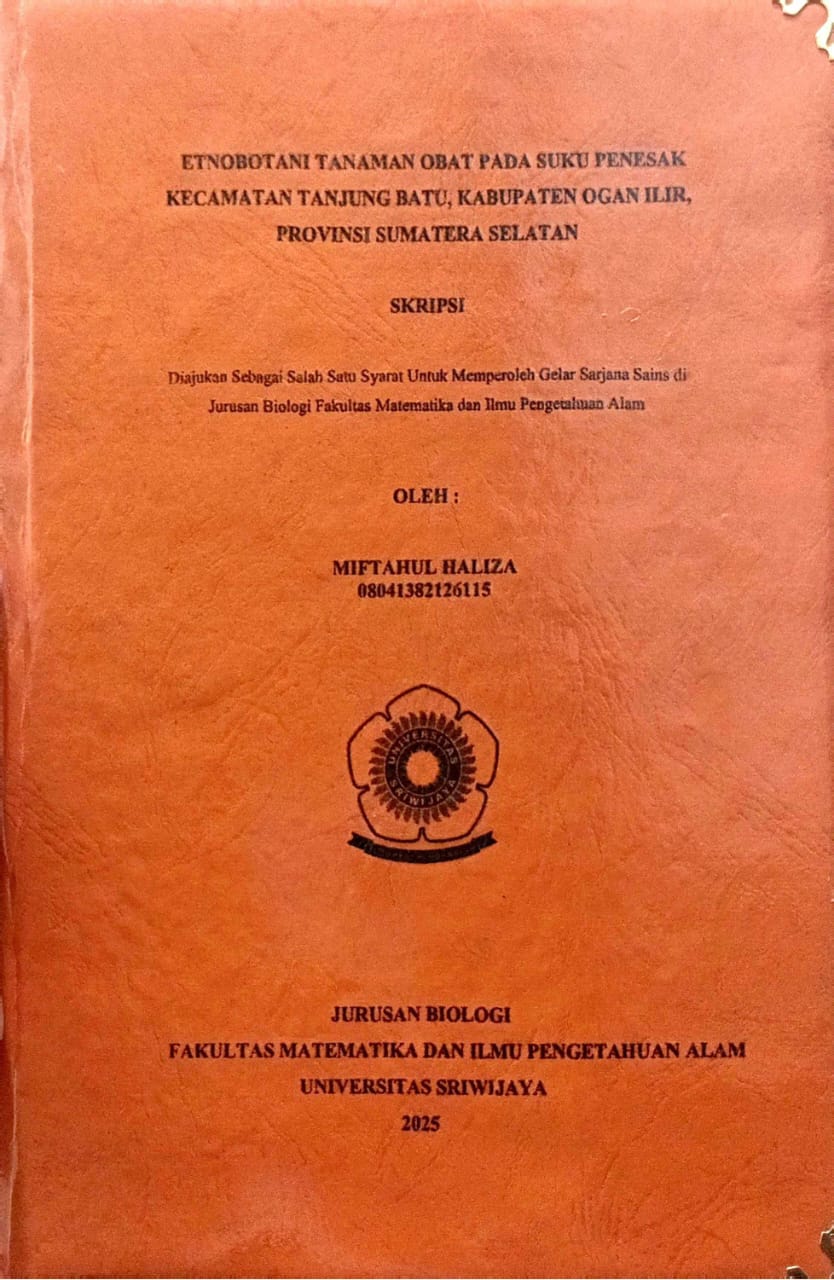 ETNOBOTANI TANAMAN OBAT PADA SUKU PENESAK
KECAMATAN TANJUNG BATU, KABUPATEN OGAN ILIR,
PROVINSI SUMATERA SELATAN
SKRIPSI
Diajukan Sebagai Salah Satu Syarat Untuk Memperoleh Gelar Sarjana Sains di
Jurusan Biologi Fakultas Matematika dan Ilmu Pengetahuan Alam
OLEH :
MIFTAHUL HALIZA
08041382126115
UNIVERSITAS
SRIWIJAYA
JURUSAN BIOLOGI
FAKULTAS MATEMATIKA DAN ILMU PENGETAHUAN ALAM
UNIVERSITAS SRIWIJAYA
2025